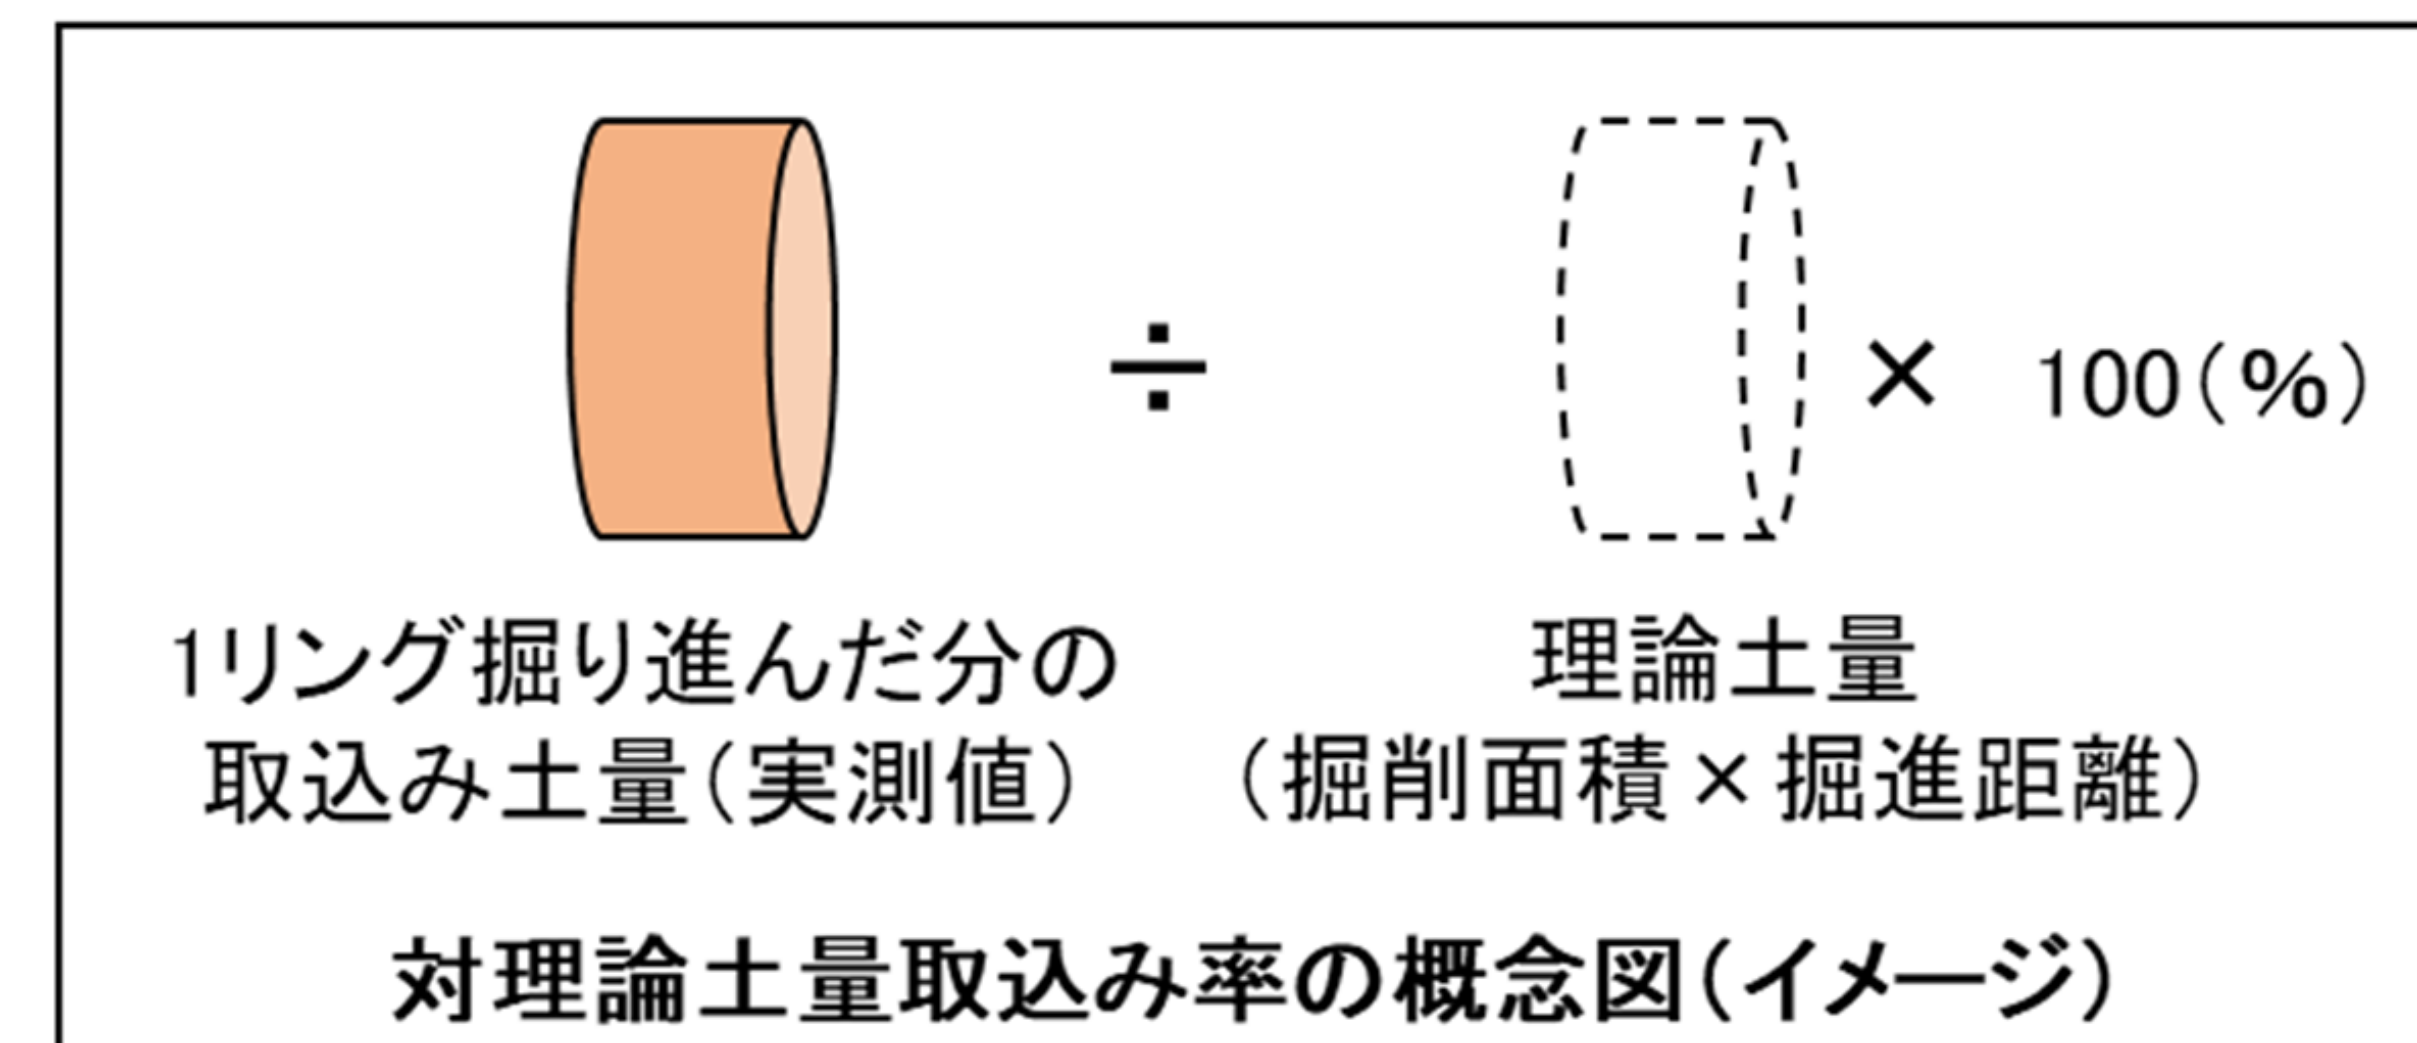 ÷ × 100(%)
1リング掘り進んだ分の
取込み土量(実測値)
理論土量
(掘削面積×掘進距離)
対理論土量取込み率の概念図(イメージ)